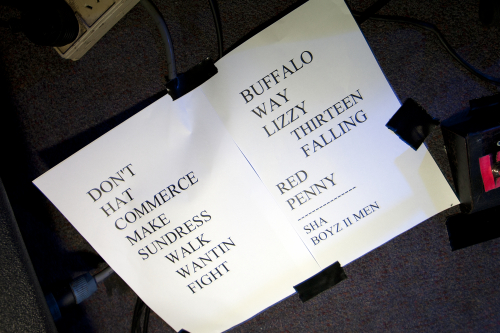 DON'T
HAT
COMMERCE
MAKE
SUNDRESS
WALK
WANTIN
FIGHT
BUFFALO
WAY
LIZZY
THIRTEEN
FALLING
RED
PENNY
--------------
SHA
BOYZ II MEN